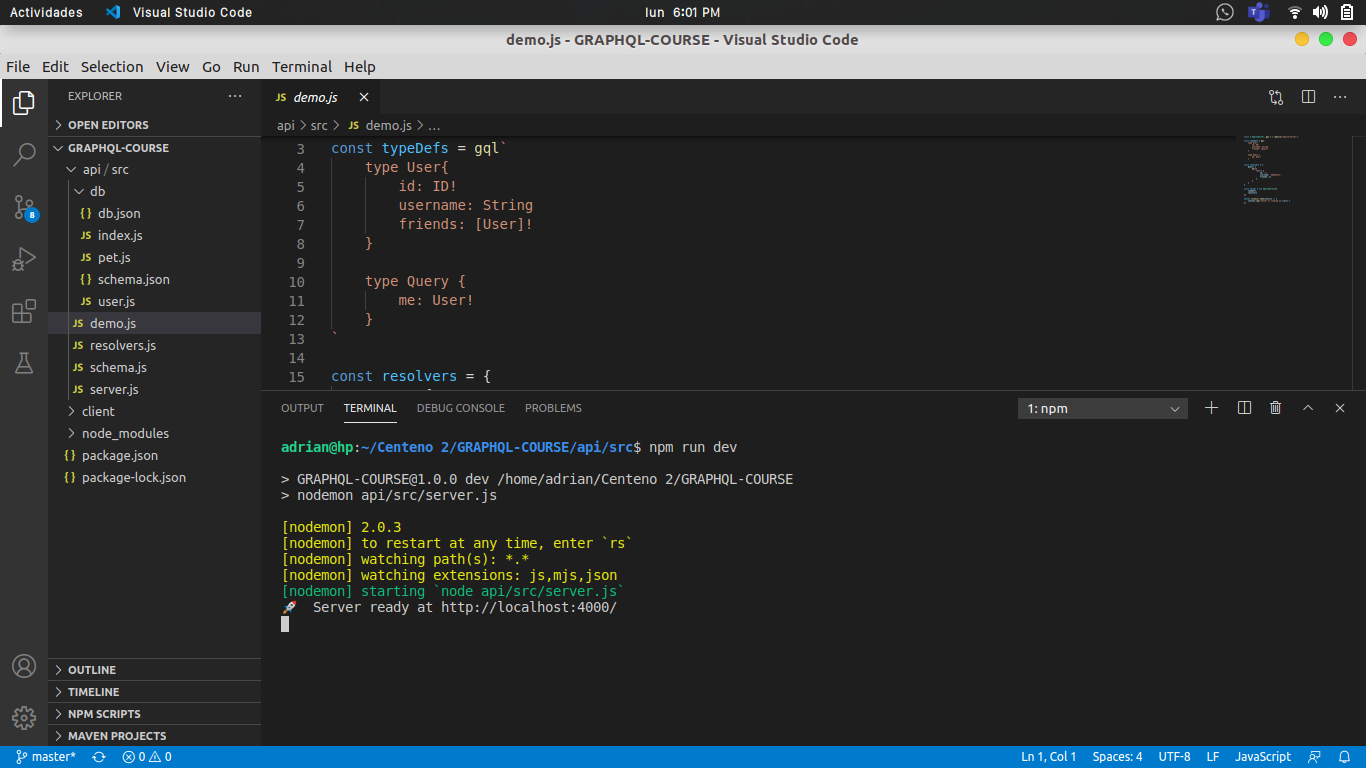 Actividades Visual Studio Code lun 6:01 PM
demo.js - GRAPHQL-COURSE - Visual Studio Code
File Edit Selection View Go Run Terminal Help
EXPLORER
OPEN EDITORS
GRAPHQL-COURSE
api / src
db
{} db.json
JS index.js
JS pet.js
{} schema.json
JS user.js
JS demo.js
JS resolvers.js
JS schema.js
JS server.js
client
node_modules
{} package.json
{} package-lock.json
OUTLINE
TIMELINE
NPM SCRIPTS
MAVEN PROJECTS
8
JS demo.js
api > src > JS demo.js > ...
3 const typeDefs = gql`
4 type User{
5 id: ID!
6 username: String
7 friends: [User]!
8 }
9
10 type Query {
11 me: User!
12 }
13 `
14
15 const resolvers = {
OUTPUT TERMINAL DEBUG CONSOLE PROBLEMS 1: npm
adrian@hp:~/Centeno 2/GRAPHQL-COURSE/api/src$ npm run dev
> GRAPHQL-COURSE@1.0.0 dev /home/adrian/Centeno 2/GRAPHQL-COURSE
> nodemon api/src/server.js
[nodemon] 2.0.3
[nodemon] to restart at any time, enter `rs`
[nodemon] watching path(s): *.*
[nodemon] watching extensions: js,mjs,json
[nodemon] starting `node api/src/server.js`
🚀 Server ready at http://localhost:4000/
master* 0 0 Ln 1, Col 1 Spaces: 4 UTF-8 LF JavaScript